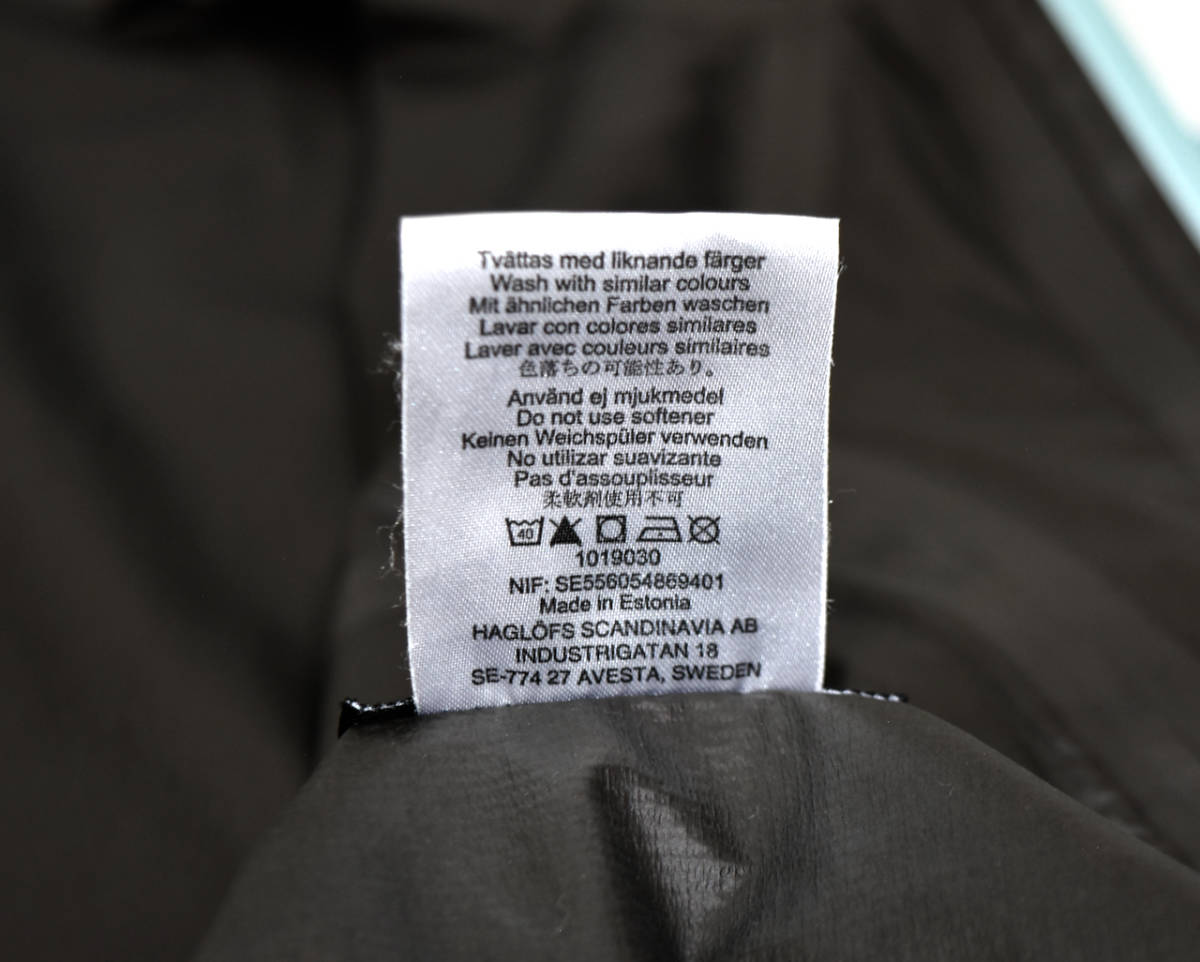 Tvättas med liknande färger
Wash with similar colours
Mit ähnlichen Farben waschen
Lavar con colores similares
Laver avec couleurs similaires
色落ちの可能性あり。
Använd ej mjukmedel
Do not use softener
Keinen Weichspüler verwenden
No utilizar suavizante
Pas d'assouplisseur
柔軟剤使用不可
40
1019030
NIF: SE556054869401
Made in Estonia
HAGLÖFS SCANDINAVIA AB
INDUSTRIGATAN 18
SE-774 27 AVESTA, SWEDEN